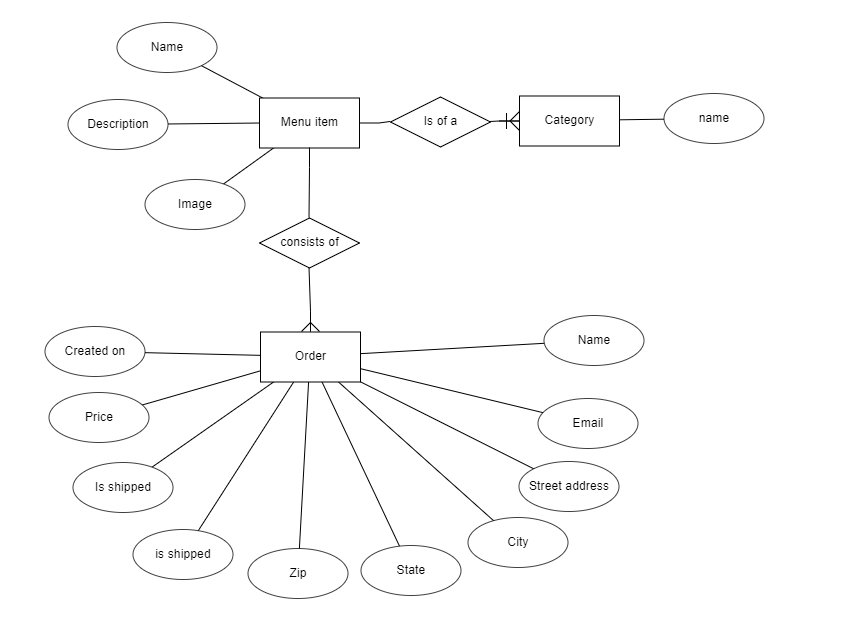 Name
Description
Menu item
Is of a
Category
name
Image
consists of
Created on
Order
Name
Price
Email
Is shipped
Street address
is shipped
City
Zip
State